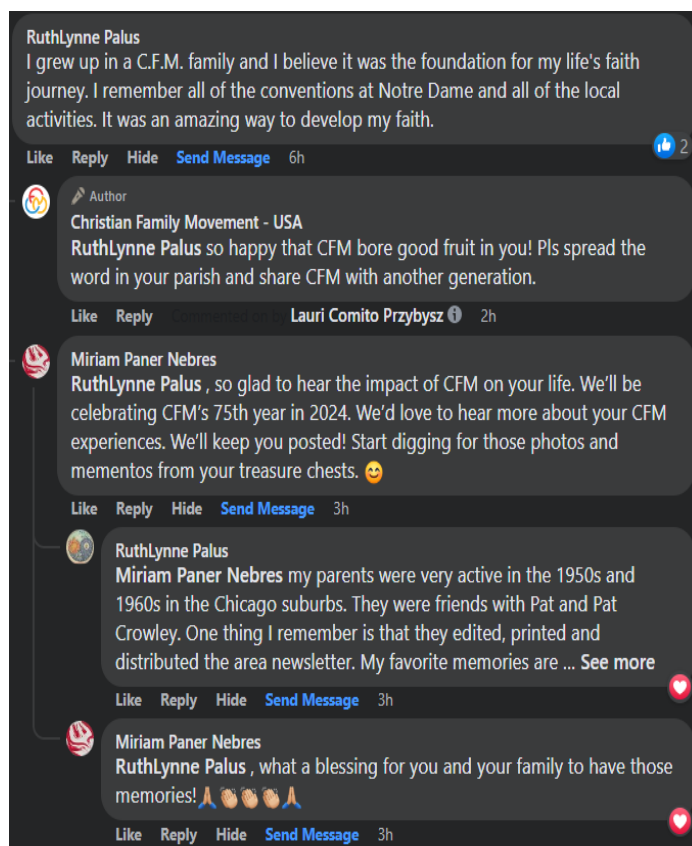 RuthLynne Palus
I grew up in a C.F.M. family and I believe it was the foundation for my life's faith
journey. I remember all of the conventions at Notre Dame and all of the local
activities. It was an amazing way to develop my faith.
2
Like Reply Hide Send Message 6h
Author
Christian Family Movement - USA
RuthLynne Palus so happy that CFM bore good fruit in you! Pls spread the
word in your parish and share CFM with another generation.
Like Reply Commented on by Lauri Comito Przybysz 2h
Miriam Paner Nebres
RuthLynne Palus , so glad to hear the impact of CFM on your life. We’ll be
celebrating CFM’s 75th year in 2024. We’d love to hear more about your CFM
experiences. We’ll keep you posted! Start digging for those photos and
mementos from your treasure chests. 😊
Like Reply Hide Send Message 3h
RuthLynne Palus
Miriam Paner Nebres my parents were very active in the 1950s and
1960s in the Chicago suburbs. They were friends with Pat and Pat
Crowley. One thing I remember is that they edited, printed and
distributed the area newsletter. My favorite memories are ... See more
Like Reply Hide Send Message 3h
Miriam Paner Nebres
RuthLynne Palus , what a blessing for you and your family to have those
memories!🙏🏼👏🏼👏🏼👏🏼🙏🏼
Like Reply Hide Send Message 3h